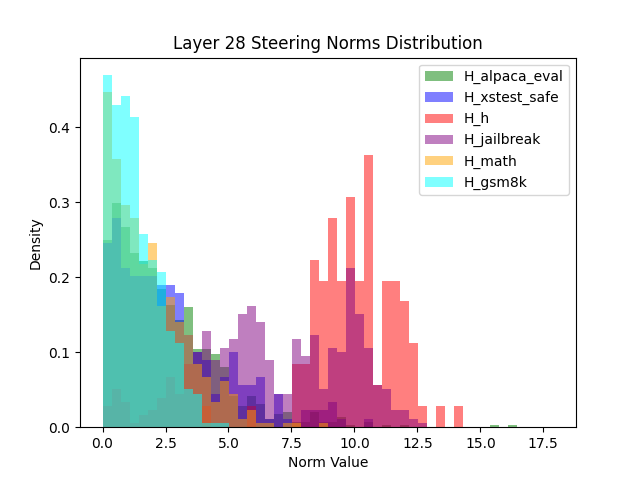 Layer 28 Steering Norms Distribution
H_alpaca_eval
H_xstest_safe
H_h
H_jailbreak
H_math
H_gsm8k
Density
0.4
0.3
0.2
0.1
0.0
0.0 2.5 5.0 7.5 10.0 12.5 15.0 17.5
Norm Value